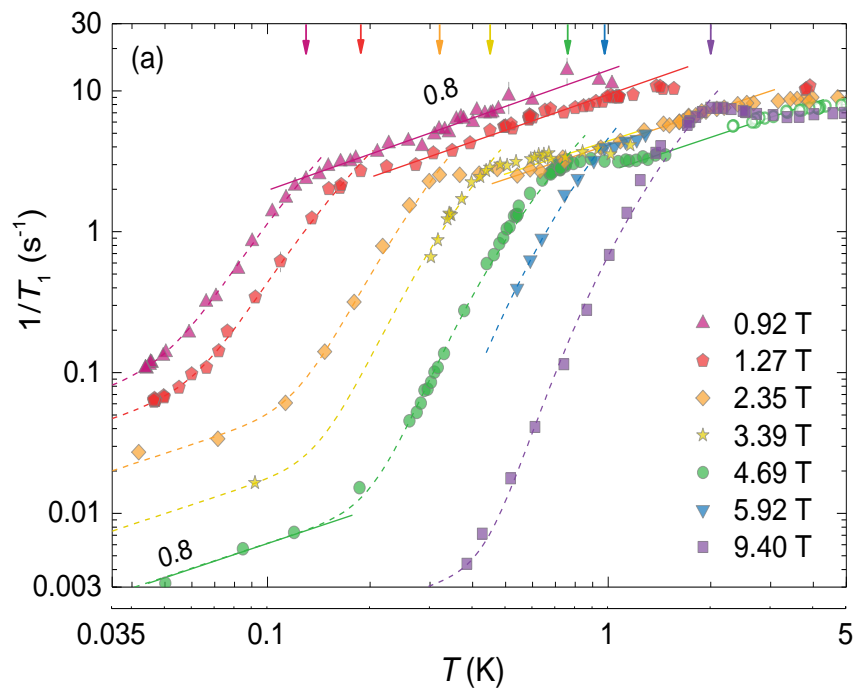 (a)
30
10
1
0.1
0.01
0.003
1/T₁ (s⁻¹)
0.8
0.8
0.92 T
1.27 T
2.35 T
3.39 T
4.69 T
5.92 T
9.40 T
0.035
0.1
1
5
T (K)